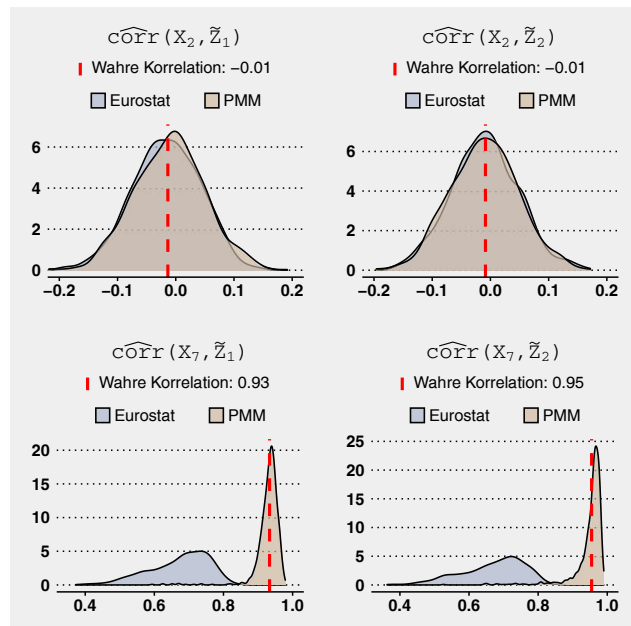 corr(X₂, Z̃₁)
Wahre Korrelation: −0.01
Eurostat PMM
6
4
2
0
−0.2 −0.1 0.0 0.1 0.2
corr(X₂, Z̃₂)
Wahre Korrelation: −0.01
Eurostat PMM
6
4
2
0
−0.2 −0.1 0.0 0.1 0.2
corr(X₇, Z̃₁)
Wahre Korrelation: 0.93
Eurostat PMM
20
15
10
5
0
0.4 0.6 0.8 1.0
corr(X₇, Z̃₂)
Wahre Korrelation: 0.95
Eurostat PMM
25
20
15
10
5
0
0.4 0.6 0.8 1.0